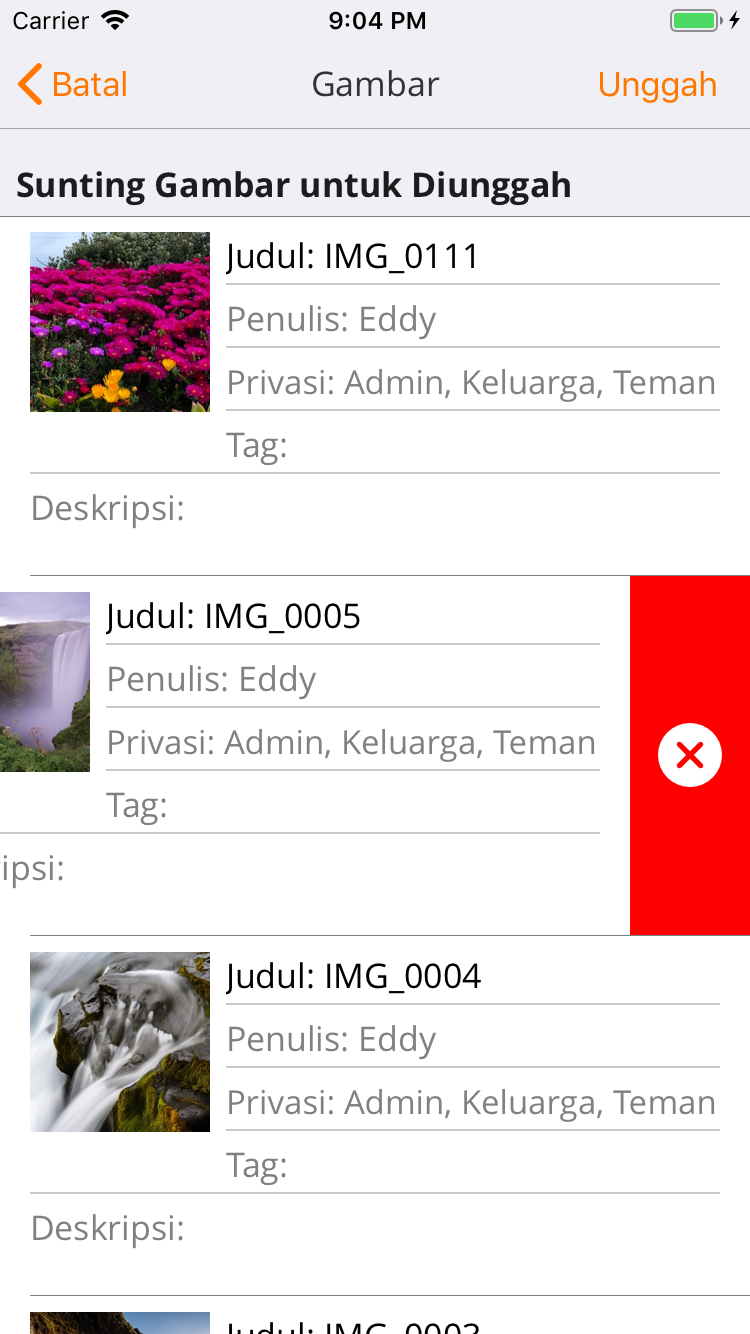 Carrier 9:04 PM
Batal Gambar Unggah
Sunting Gambar untuk Diunggah
Judul: IMG_0111
Penulis: Eddy
Privasi: Admin, Keluarga, Teman
Tag:
Deskripsi:
Judul: IMG_0005
Penulis: Eddy
Privasi: Admin, Keluarga, Teman
Tag:
ipsi:
Judul: IMG_0004
Penulis: Eddy
Privasi: Admin, Keluarga, Teman
Tag:
Deskripsi:
Judul: IMG_0003